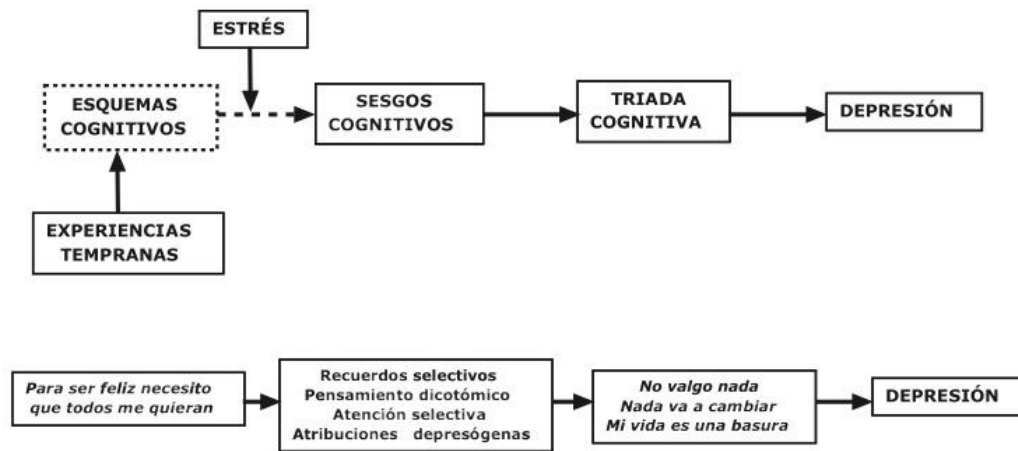 ESTRÉS
ESQUEMAS
COGNITIVOS
SESGOS
COGNITIVOS
TRIADA
COGNITIVA
DEPRESIÓN
EXPERIENCIAS
TEMPRANAS
Para ser feliz necesito
que todos me quieran
Recuerdos selectivos
Pensamiento dicotómico
Atención selectiva
Atribuciones depresógenas
No valgo nada
Nada va a cambiar
Mi vida es una basura
DEPRESIÓN